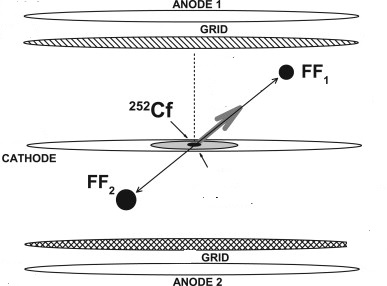 ANODE 1
GRID
FF₁
²⁵²Cf
CATHODE
FF₂
GRID
ANODE 2